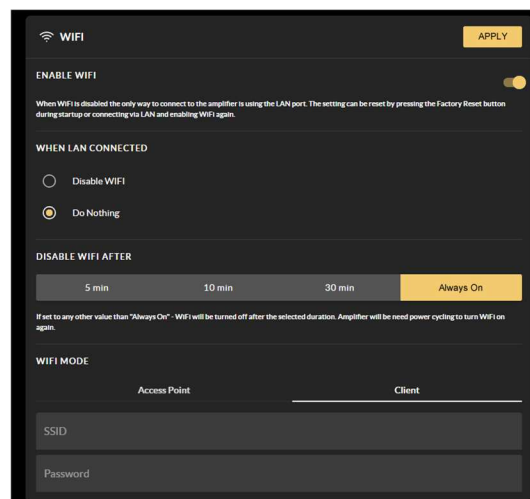 WIFI
APPLY
ENABLE WIFI
When WiFi is disabled the only way to connect to the amplifier is using the LAN port. The setting can be reset by pressing the Factory Reset button
during startup or connecting via LAN and enabling WiFi again.
WHEN LAN CONNECTED
Disable WIFI
Do Nothing
DISABLE WIFI AFTER
5 min 10 min 30 min Always On
If set to any other value than "Always On" - WiFi will be turned off after the selected duration. Amplifier will be need power cycling to turn WiFi on
again.
WIFI MODE
Access Point Client
SSID
Password